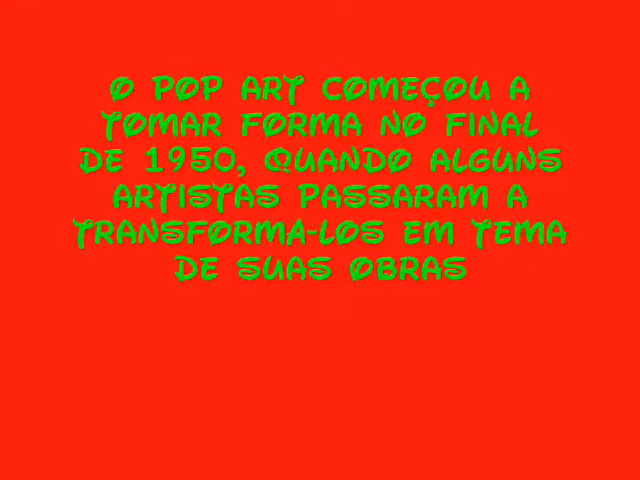 O POP ART COMEÇOU A
TOMAR FORMA NO FINAL
DE 1950, QUANDO ALGUNS
ARTISTAS PASSARAM A
TRANSFORMA-LOS EM TEMA
DE SUAS OBRAS